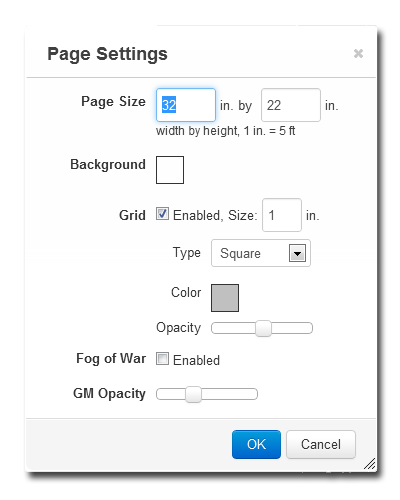 Page Settings ×
Page Size 32 in. by 22 in.
width by height, 1 in. = 5 ft
Background
Grid Enabled, Size: 1 in.
Type Square
Color
Opacity
Fog of War Enabled
GM Opacity
OK Cancel